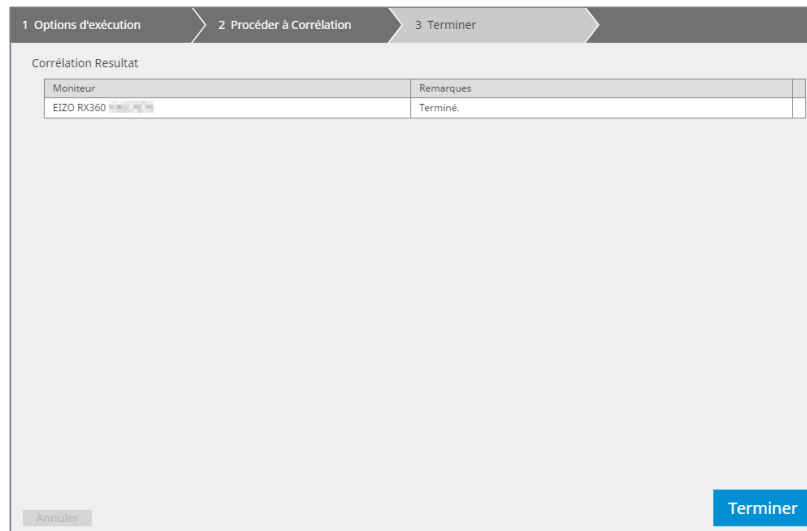 1 Options d'exécution
2 Procéder à Corrélation
3 Terminer
Corrélation Resultat
Moniteur Remarques
EIZO RX360 Terminé.
Terminer
Annuler